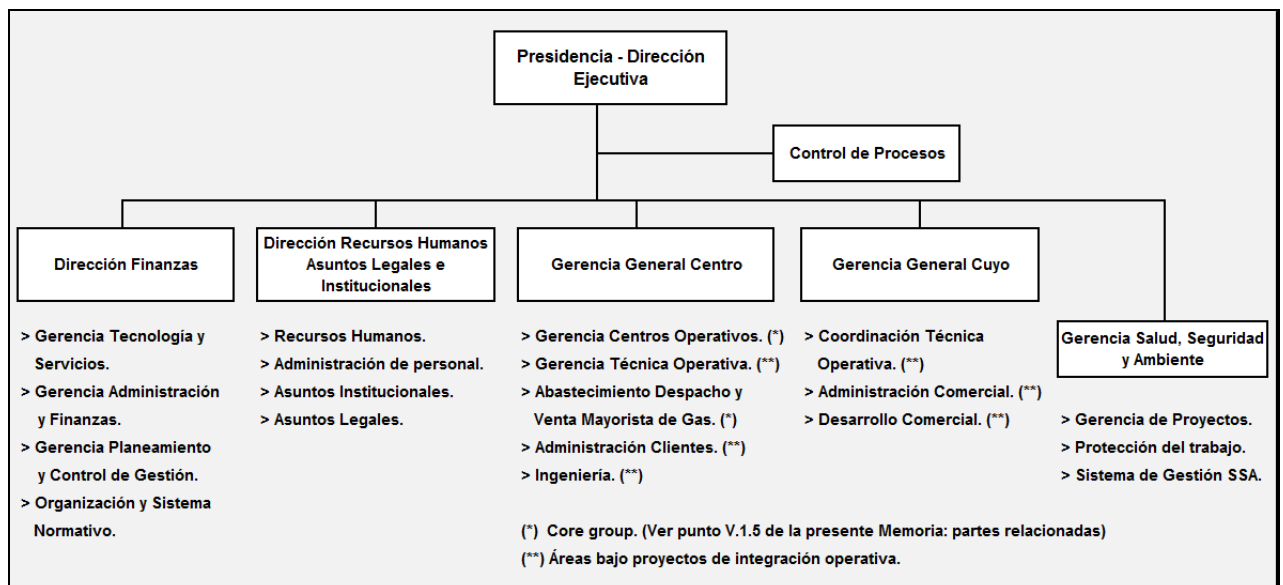 Presidencia - Dirección
Ejecutiva
Control de Procesos
Dirección Finanzas
Dirección Recursos Humanos
Asuntos Legales e
Institucionales
Gerencia General Centro
Gerencia General Cuyo
> Gerencia Tecnología y
Servicios.
> Gerencia Administración
y Finanzas.
> Gerencia Planeamiento
y Control de Gestión.
> Organización y Sistema
Normativo.
> Recursos Humanos.
> Administración de personal.
> Asuntos Institucionales.
> Asuntos Legales.
> Gerencia Centros Operativos. (*)
> Gerencia Técnica Operativa. (**)
> Abastecimiento Despacho y
Venta Mayorista de Gas. (*)
> Administración Clientes. (**)
> Ingeniería. (**)
> Coordinación Técnica
Operativa. (**)
> Administración Comercial. (**)
> Desarrollo Comercial. (**)
Gerencia Salud, Seguridad
y Ambiente
> Gerencia de Proyectos.
> Protección del trabajo.
> Sistema de Gestión SSA.
(*) Core group. (Ver punto V.1.5 de la presente Memoria: partes relacionadas)
(**) Áreas bajo proyectos de integración operativa.